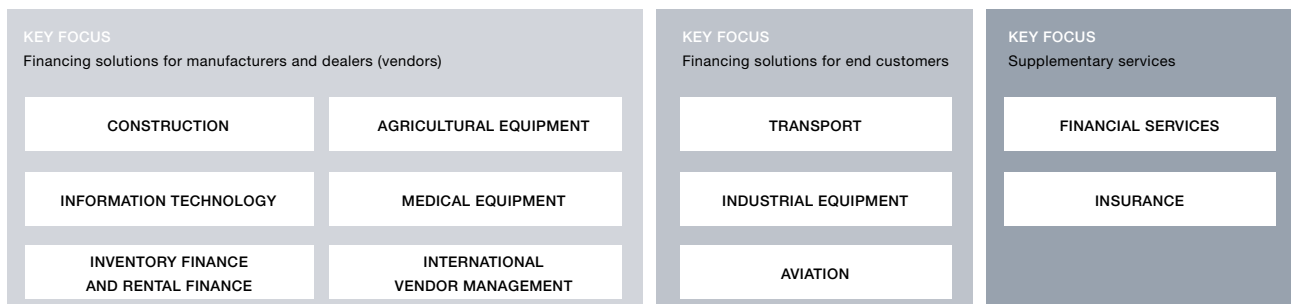 KEY FOCUS
Financing solutions for manufacturers and dealers (vendors)
CONSTRUCTION
AGRICULTURAL EQUIPMENT
INFORMATION TECHNOLOGY
MEDICAL EQUIPMENT
INVENTORY FINANCE
AND RENTAL FINANCE
INTERNATIONAL
VENDOR MANAGEMENT
KEY FOCUS
Financing solutions for end customers
TRANSPORT
INDUSTRIAL EQUIPMENT
AVIATION
KEY FOCUS
Supplementary services
FINANCIAL SERVICES
INSURANCE